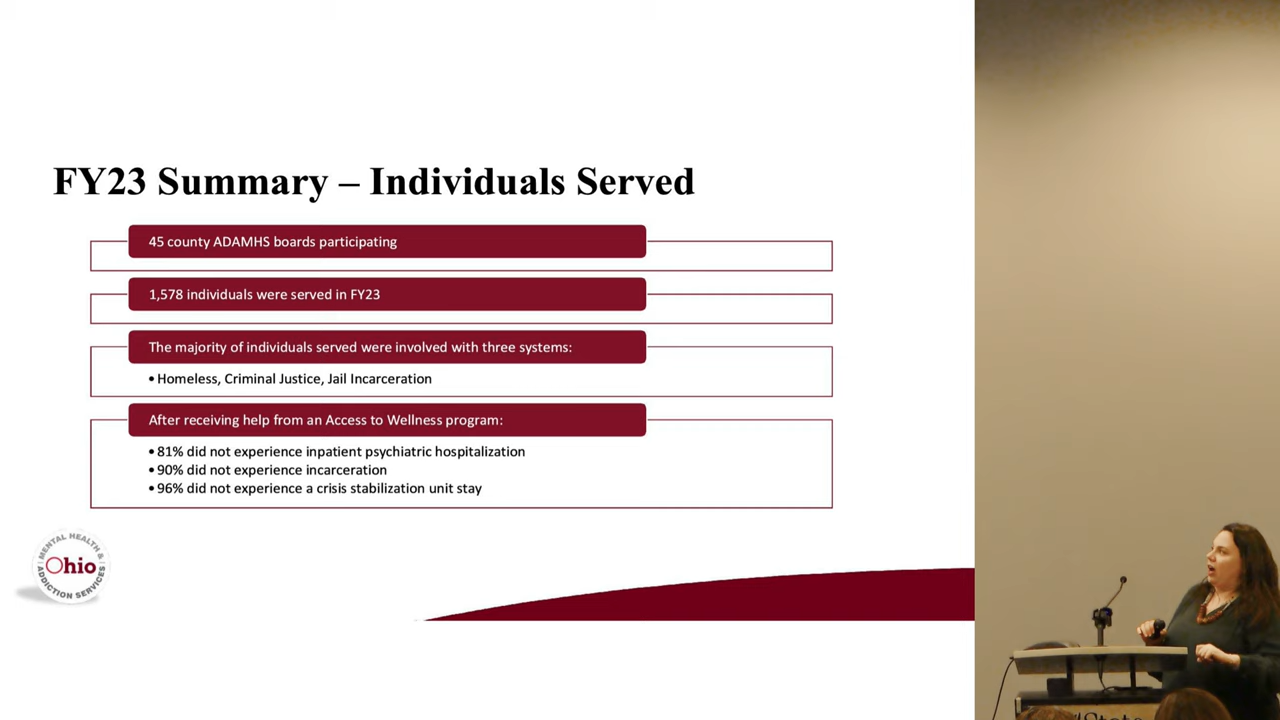 FY23 Summary – Individuals Served
45 county ADAMHS boards participating
1,578 individuals were served in FY23
The majority of individuals served were involved with three systems:
• Homeless, Criminal Justice, Jail Incarceration
After receiving help from an Access to Wellness program:
• 81% did not experience inpatient psychiatric hospitalization
• 90% did not experience incarceration
• 96% did not experience a crisis stabilization unit stay
MENTAL HEALTH &
Ohio
ADDICTION SERVICES
State